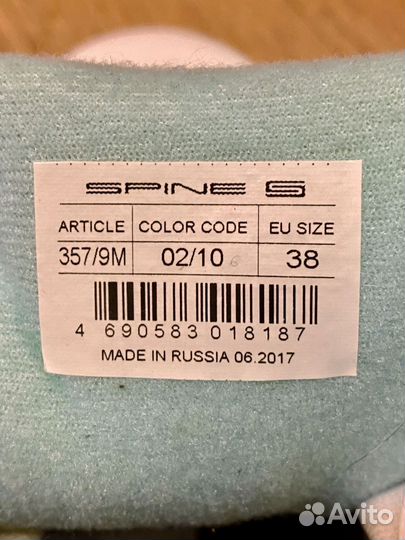 SPINE S
ARTICLE COLOR CODE EU SIZE
357/9M 02/10 38
4 690583 018187
MADE IN RUSSIA 06.2017
Avito